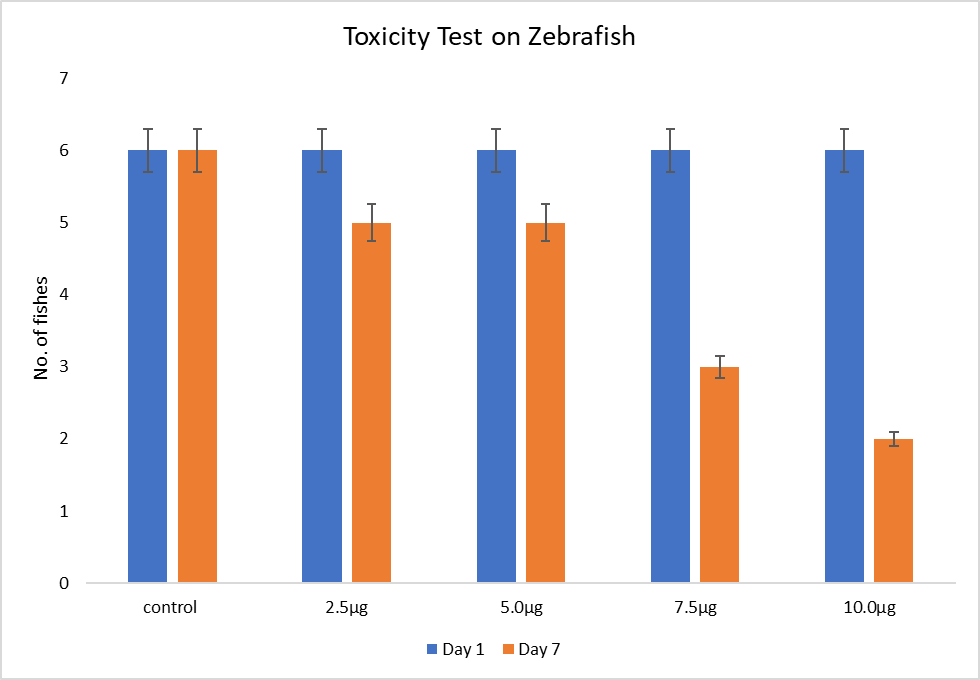 Toxicity Test on Zebrafish
7
6
5
4
3
2
1
0
No. of fishes
control
2.5µg
5.0µg
7.5µg
10.0µg
Day 1
Day 7